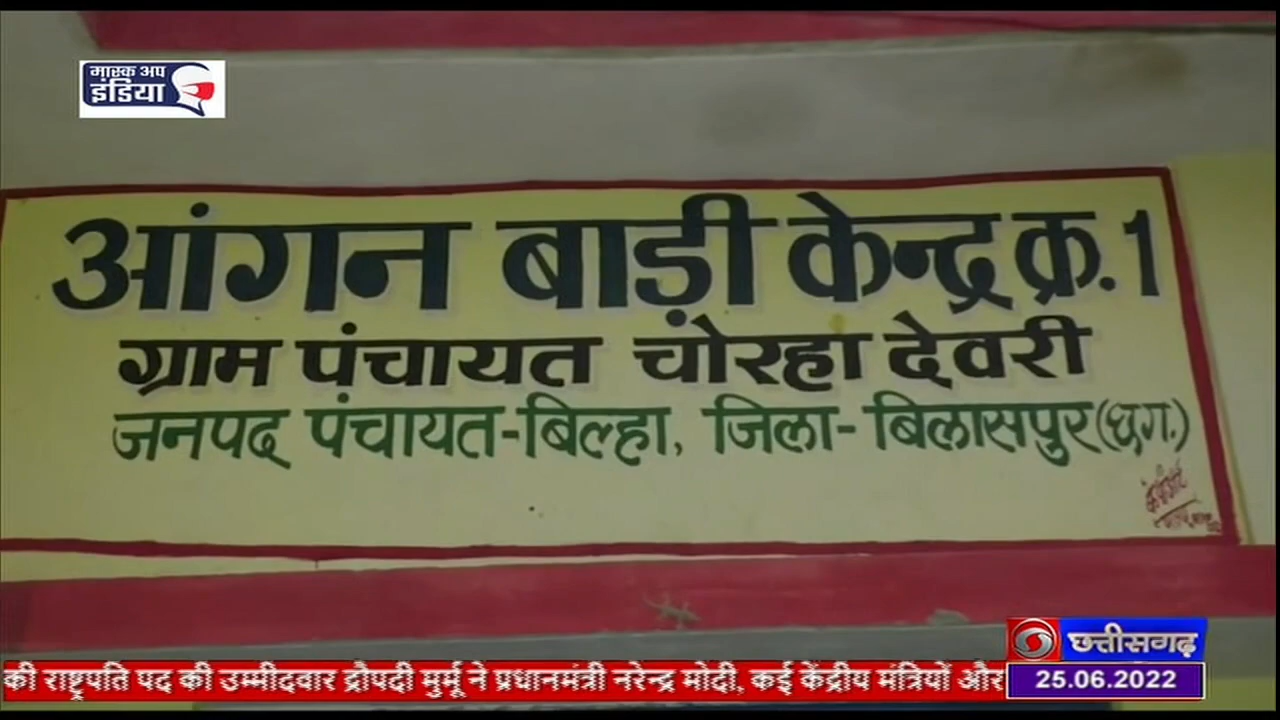 मास्क अप
इंडिया
आंगन बाड़ी केन्द्र क्र. 1
ग्राम पंचायत चोंरहा देवरी
जनपद पंचायत-बिल्हा, जिला- बिलासपुर (छ.ग.)
छत्तीसगढ़
की राष्ट्रपति पद की उम्मीदवार द्रौपदी मुर्मू ने प्रधानमंत्री नरेन्द्र मोदी, कई केंद्रीय मंत्रियों और
25.06.2022